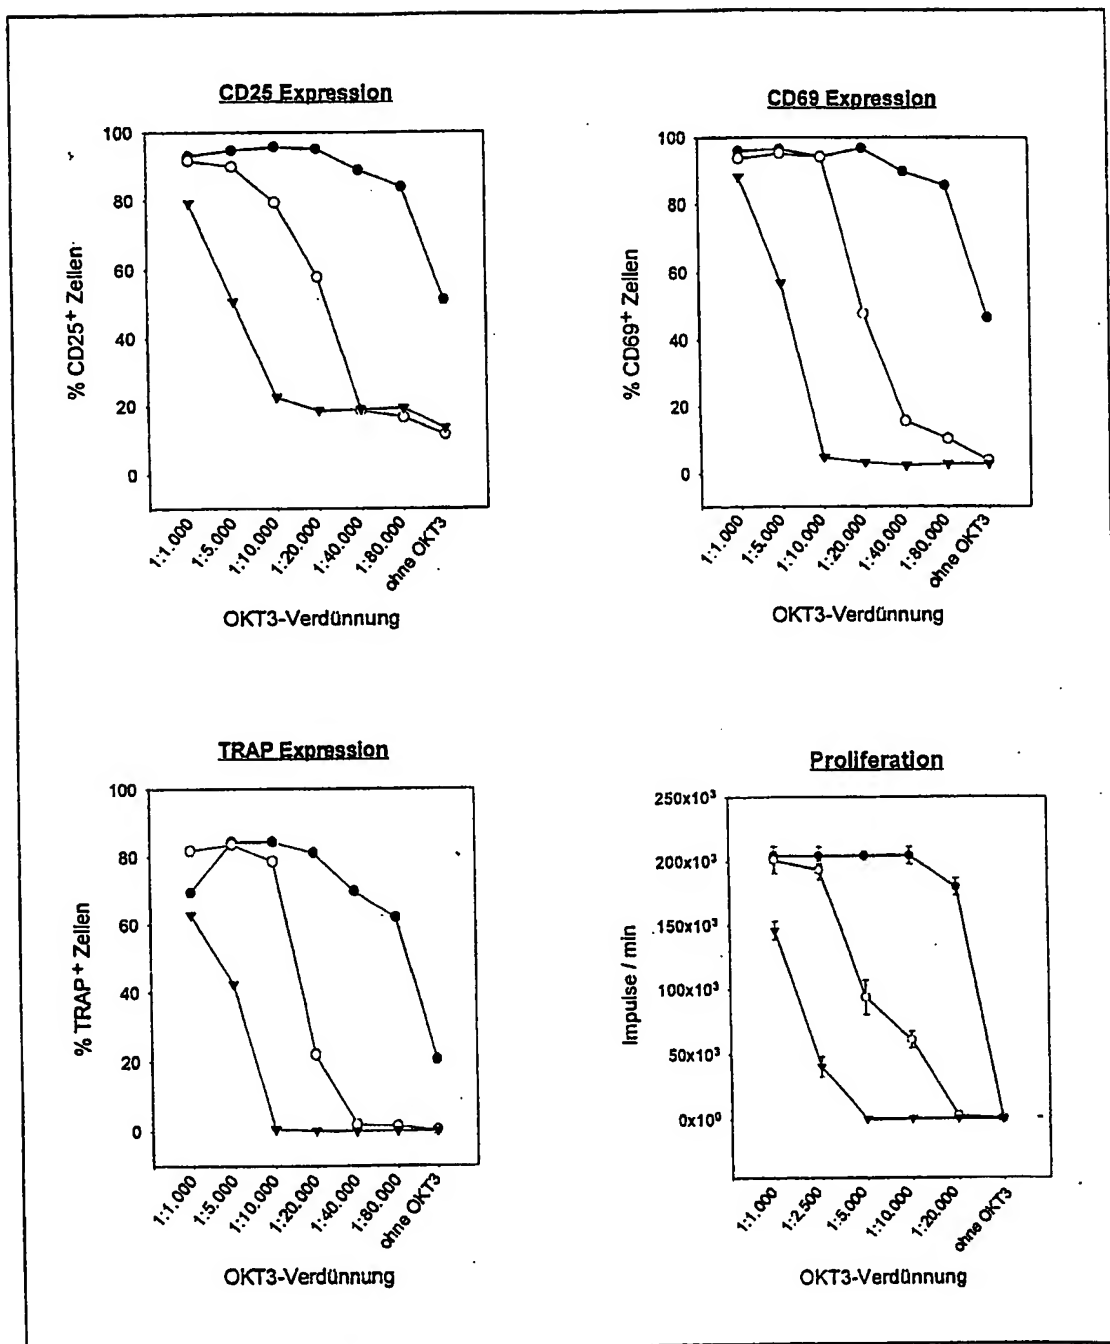 CD25 Expression
100
80
60
40
20
0
% CD25+ Zellen
1:1.000
1:5.000
1:10.000
1:20.000
1:40.000
1:80.000
ohne OKT3
OKT3-Verdünnung
CD69 Expression
100
80
60
40
20
0
% CD69+ Zellen
1:1.000
1:5.000
1:10.000
1:20.000
1:40.000
1:80.000
ohne OKT3
OKT3-Verdünnung
TRAP Expression
100
80
60
40
20
0
% TRAP+ Zellen
1:1.000
1:5.000
1:10.000
1:20.000
1:40.000
1:80.000
ohne OKT3
OKT3-Verdünnung
Proliferation
250x10³
200x10³
150x10³
100x10³
50x10³
0x10⁰
Impulse / min
1:1.000
1:2.500
1:5.000
1:10.000
1:20.000
ohne OKT3
OKT3-Verdünnung